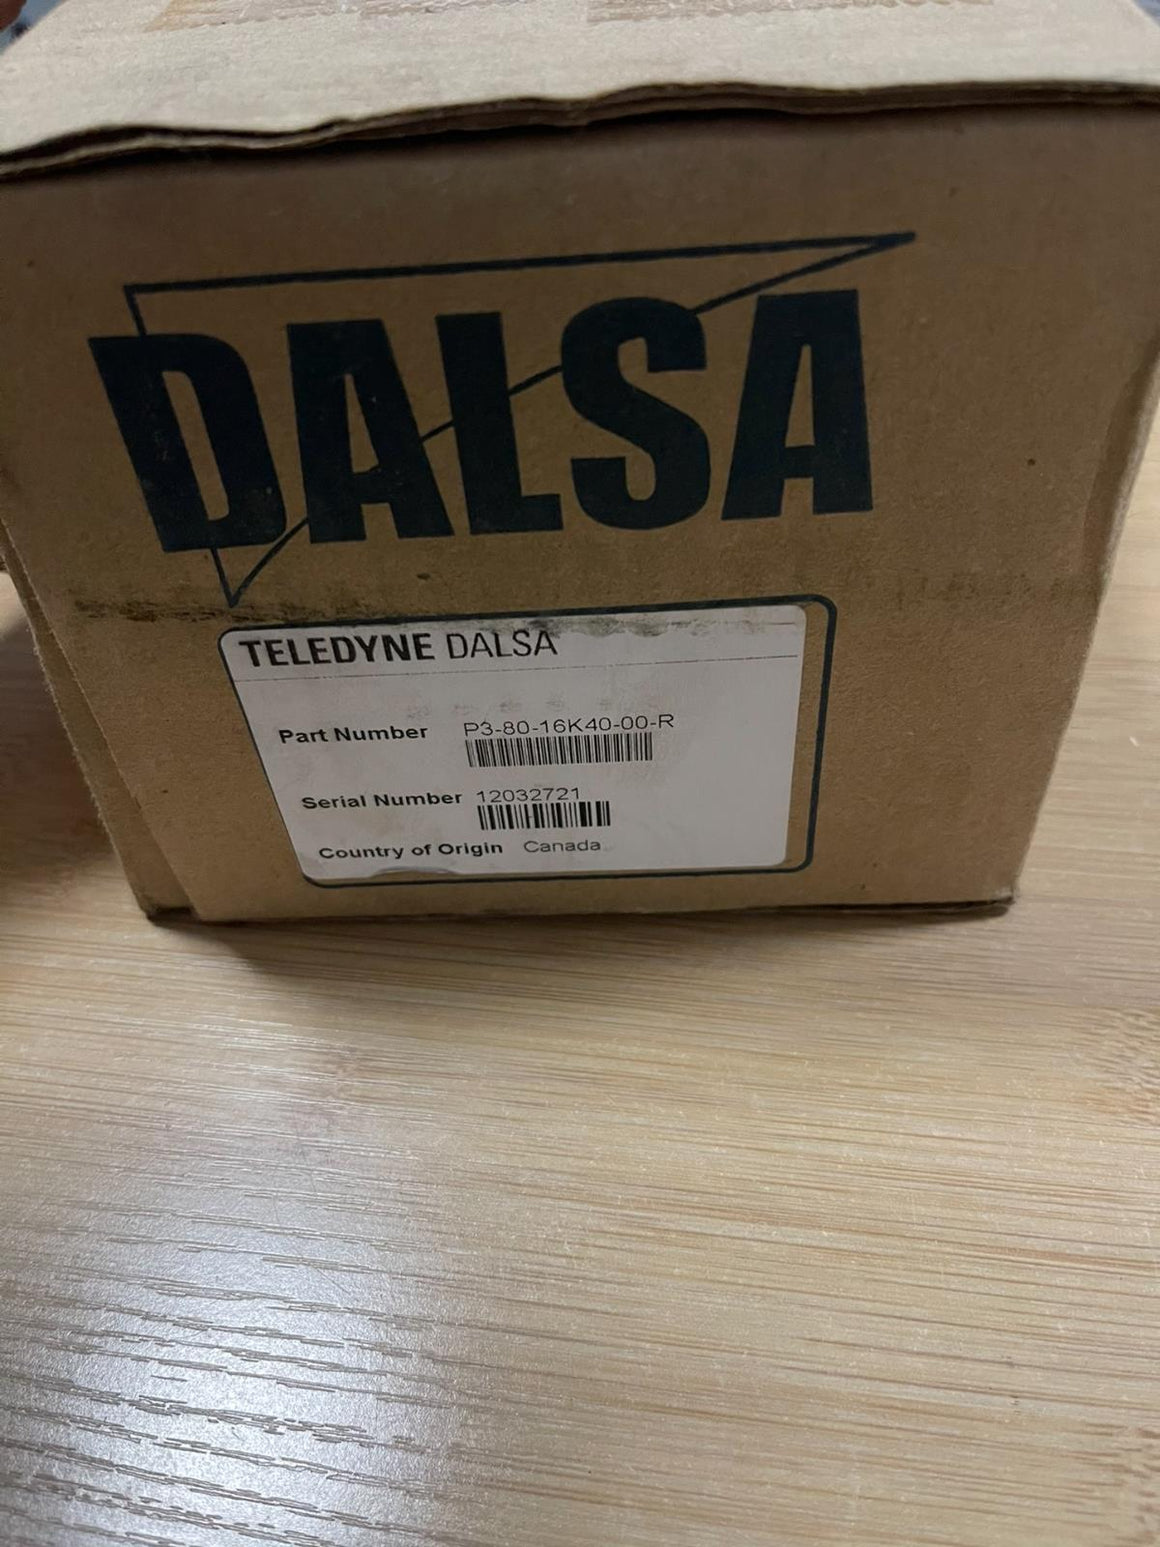 DALSA
TELEDYNE DALSA
Part Number P3-80-16K40-00-R
Serial Number 12032721
Country of Origin Canada